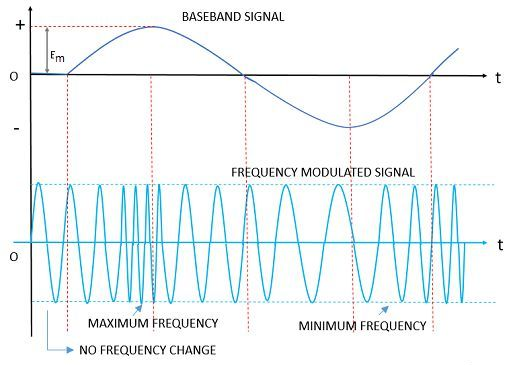 BASEBAND SIGNAL
+
Em
O
t
-
FREQUENCY MODULATED SIGNAL
O
t
MAXIMUM FREQUENCY
MINIMUM FREQUENCY
NO FREQUENCY CHANGE